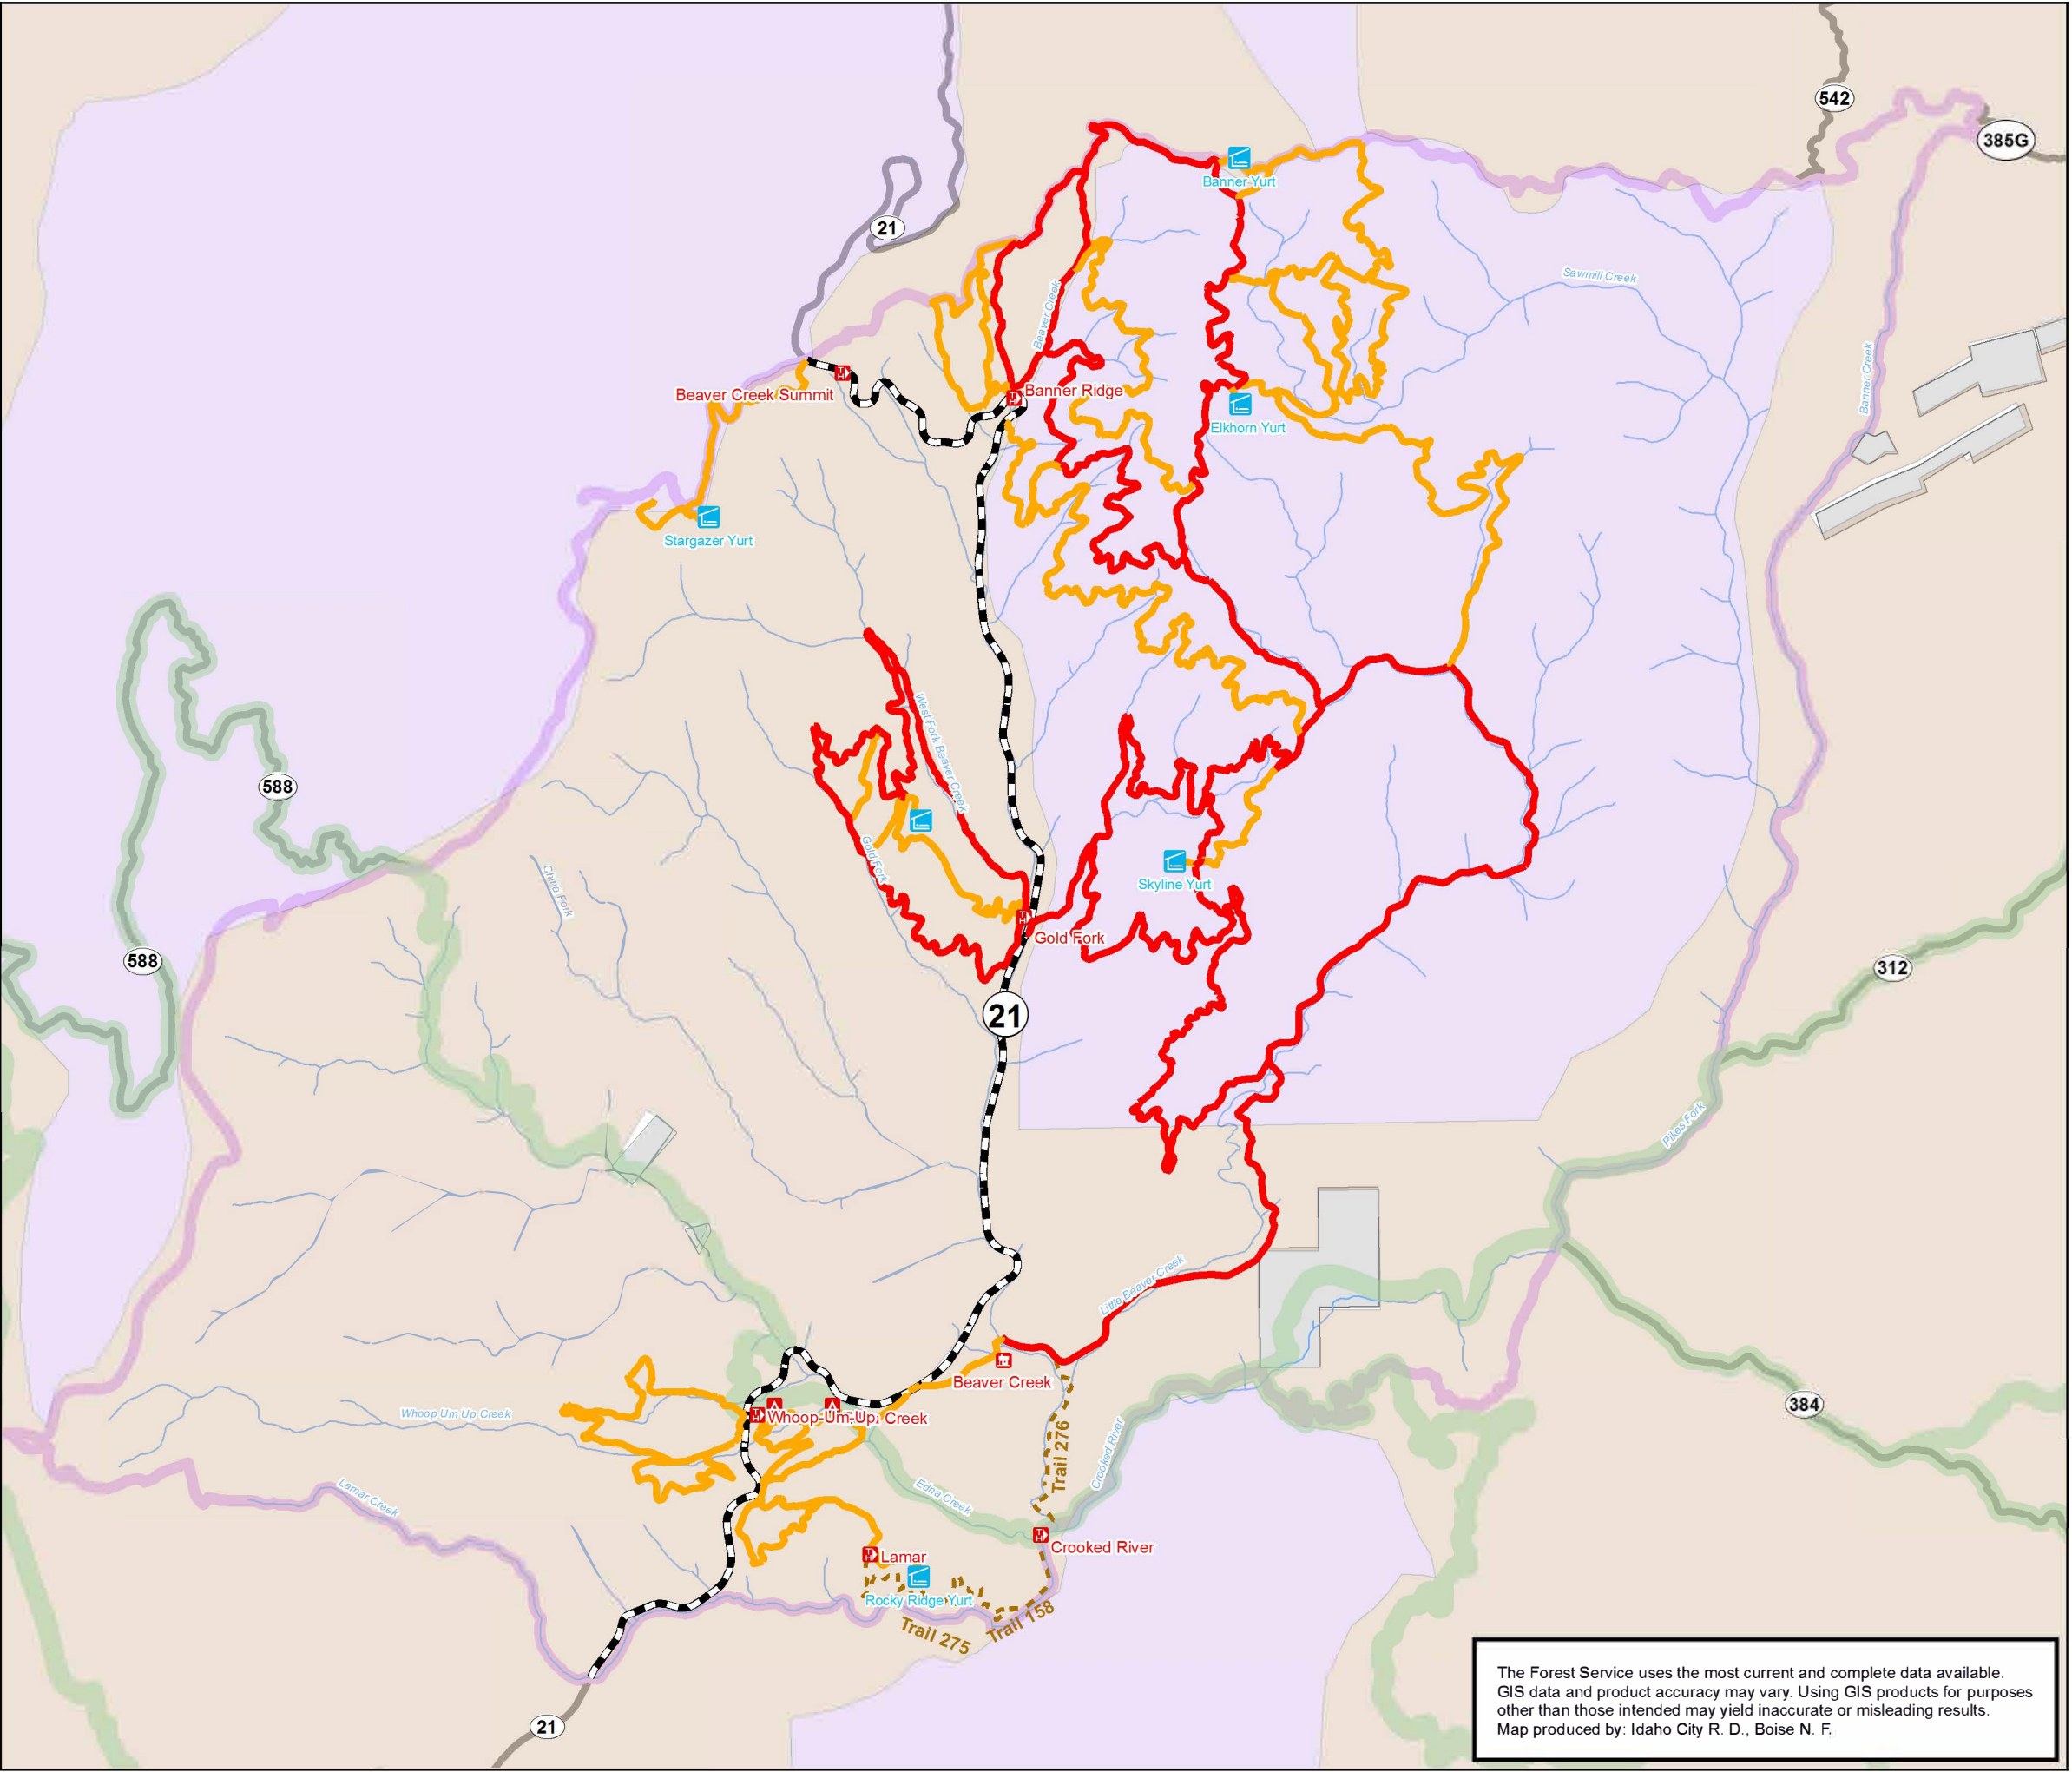 542
385G
Banner Yurt
21
Sawmill Creek
Beaver Creek
Banner Creek
Banner Ridge
Beaver Creek Summit
Elkhorn Yurt
Stargazer Yurt
West Fork Beaver Creek
588
Gold Fork
China Fork
Skyline Yurt
Gold Fork
588
312
21
Pikes Fork
Little Beaver Creek
Beaver Creek
384
Whoop Um Up Creek
Whoop-Um-Up Creek
Trail 276
Crooked River
Lamar Creek
Edna Creek
Crooked River
Lamar
Rocky Ridge Yurt
Trail 275
Trail 158
21
The Forest Service uses the most current and complete data available.
GIS data and product accuracy may vary. Using GIS products for purposes
other than those intended may yield inaccurate or misleading results.
Map produced by: Idaho City R. D., Boise N. F.